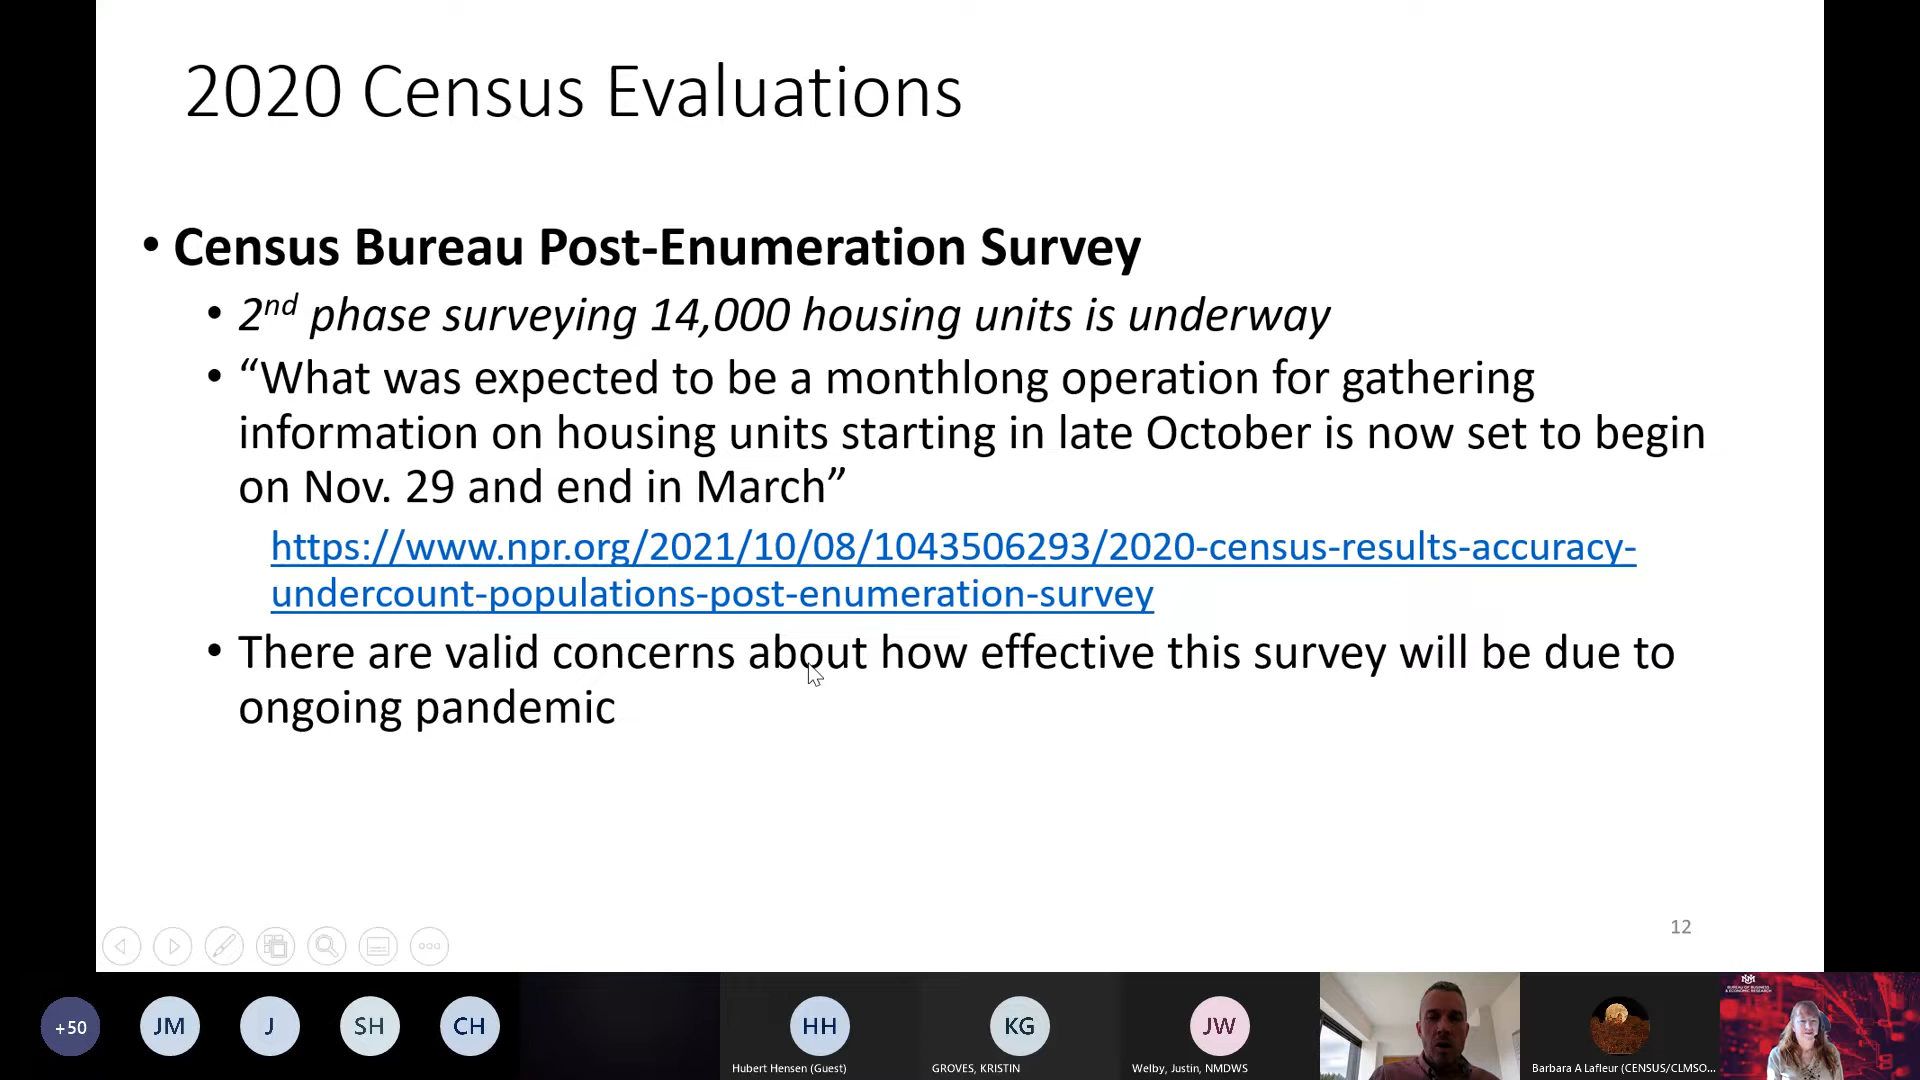 2020 Census Evaluations
• Census Bureau Post-Enumeration Survey
• 2nd phase surveying 14,000 housing units is underway
• “What was expected to be a monthlong operation for gathering
information on housing units starting in late October is now set to begin
on Nov. 29 and end in March”
https://www.npr.org/2021/10/08/1043506293/2020-census-results-accuracy-
undercount-populations-post-enumeration-survey
• There are valid concerns about how effective this survey will be due to
ongoing pandemic
12
+50
JM
J
SH
CH
HH
Hubert Hensen (Guest)
KG
GROVES, KRISTIN
JW
Welby, Justin, NMDWS
Barbara A Lafleur (CENSUS/CLMSO...
BUREAU OF BUSINESS
& ECONOMIC RESEARCH